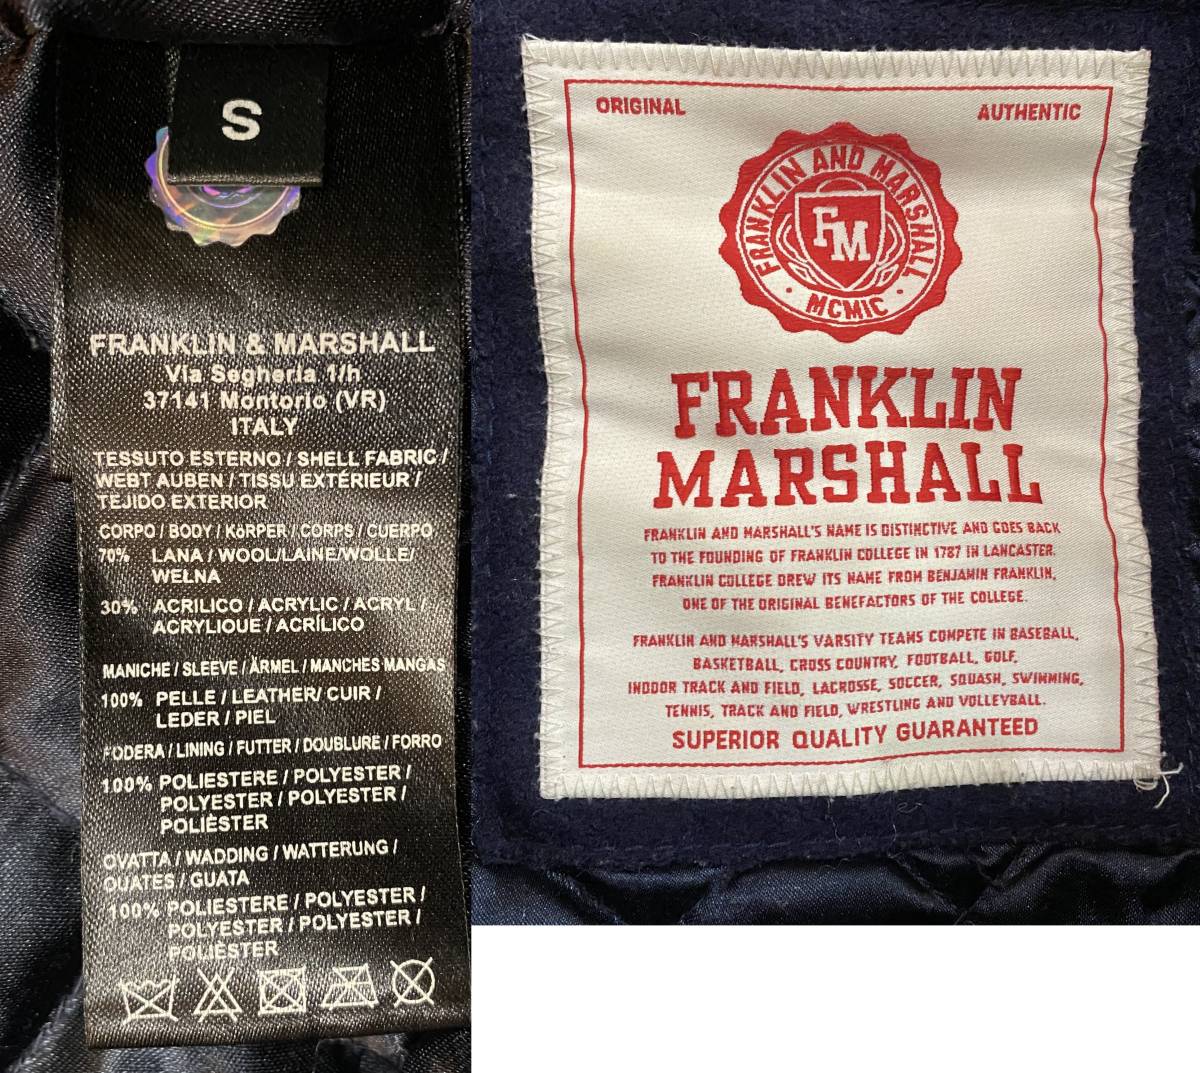 S
FRANKLIN & MARSHALL
Via Segheria 1/h
37141 Montorio (VR)
ITALY
TESSUTO ESTERNO / SHELL FABRIC /
WEBT AUBEN / TISSU EXTÉRIEUR /
TEJIDO EXTERIOR
CORPO / BODY / KöRPER / CORPS / CUERPO
70% LANA / WOOL/LAINE/WOLLE/
WEŁNA
30% ACRILICO / ACRYLIC / ACRYL /
ACRYLIOUE / ACRÍLICO
MANICHE / SLEEVE / ÄRMEL / MANCHES MANGAS
100% PELLE / LEATHER/ CUIR /
LEDER / PIEL
FODERA / LINING / FUTTER / DOUBLURE / FORRO
100% POLIESTERE / POLYESTER /
POLYESTER / POLYESTER /
POLIÈSTER
OVATTA / WADDING / WATTERUNG /
OUATES / GUATA
100% POLIESTERE / POLYESTER /
POLYESTER / POLYESTER /
POLIÈSTER
ORIGINAL AUTHENTIC
FRANKLIN AND MARSHALL
FM
· MCMIC ·
FRANKLIN
MARSHALL
FRANKLIN AND MARSHALL'S NAME IS DISTINCTIVE AND GOES BACK
TO THE FOUNDING OF FRANKLIN COLLEGE IN 1787 IN LANCASTER.
FRANKLIN COLLEGE DREW ITS NAME FROM BENJAMIN FRANKLIN,
ONE OF THE ORIGINAL BENEFACTORS OF THE COLLEGE.
FRANKLIN AND MARSHALL'S VARSITY TEAMS COMPETE IN BASEBALL,
BASKETBALL, CROSS COUNTRY, FOOTBALL, GOLF,
INDOOR TRACK AND FIELD, LACROSSE, SOCCER, SQUASH, SWIMMING,
TENNIS, TRACK AND FIELD, WRESTLING AND VOLLEYBALL.
SUPERIOR QUALITY GUARANTEED